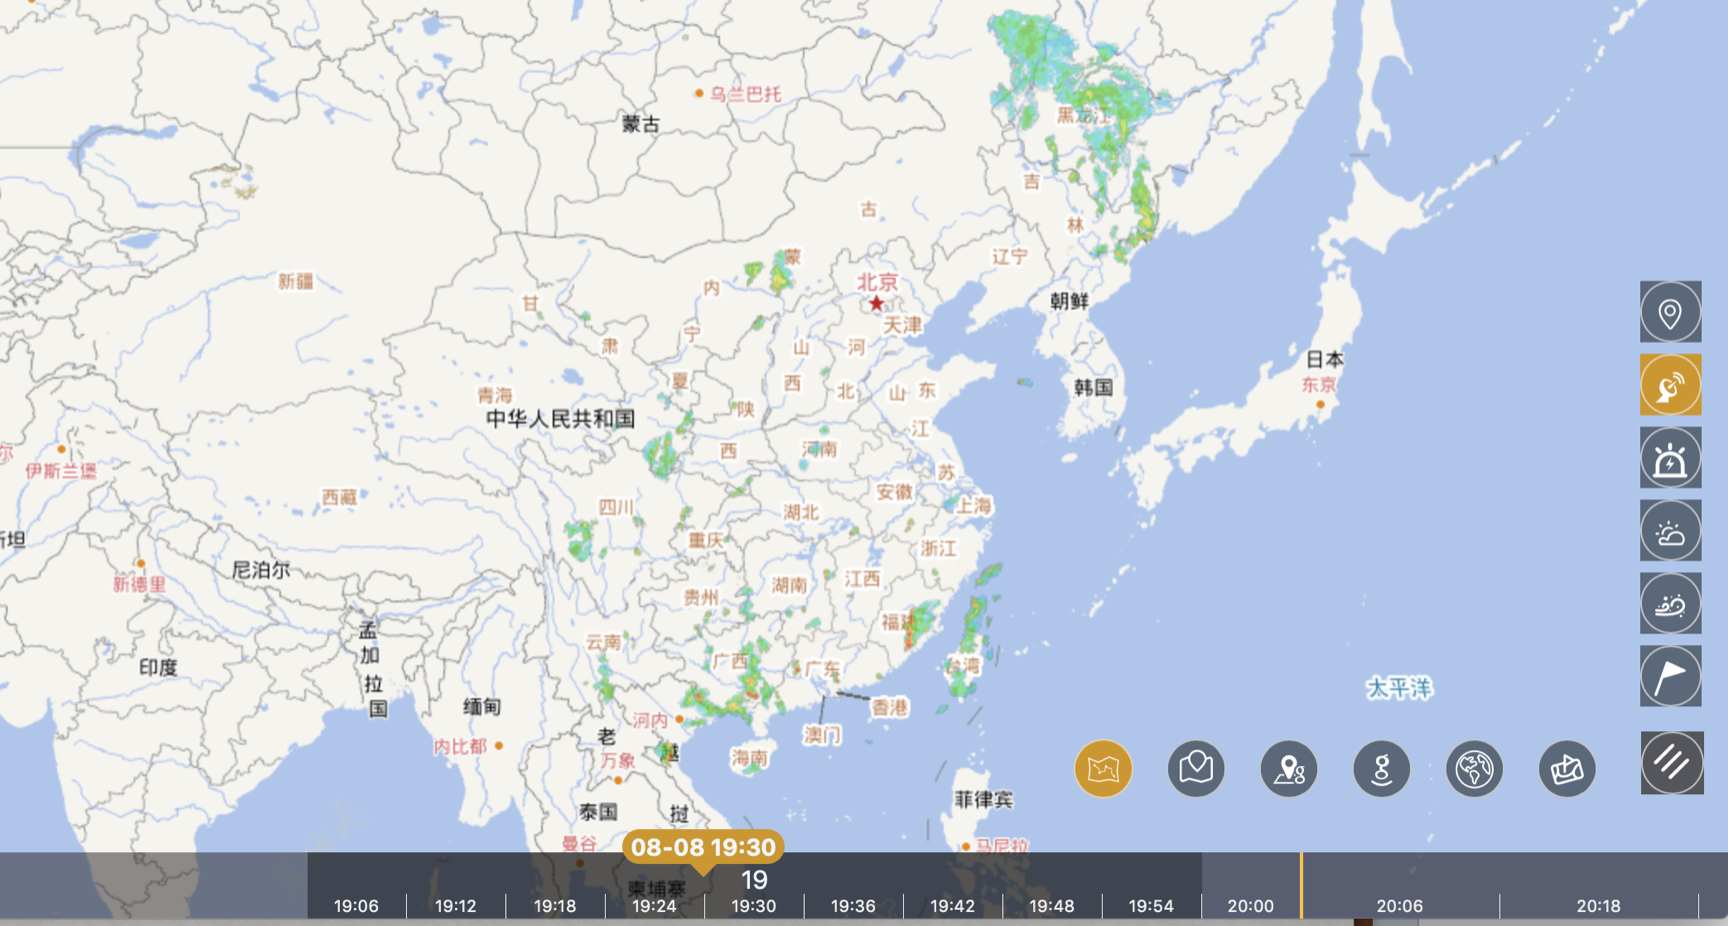 乌兰巴托
蒙古
黑龙江
吉
林
古
蒙
内
辽宁
新疆
北京
甘
朝鲜
天津
宁
肃
山
河
日本
夏
西
北
山
东
韩国
东京
青海
陕
中华人民共和国
江
尔
伊斯兰堡
西
河南
苏
西藏
安徽
四川
湖北
上海
坦
重庆
浙江
尼泊尔
新德里
江西
湖南
贵州
孟
加
拉
国
福建
云南
印度
广西
广东
台湾
太平洋
缅甸
香港
河内
老
澳门
内比都
越
海南
万象
菲律宾
泰国
挝
曼谷
马尼拉
08-08 19:30
柬埔寨
19
19:06
19:12
19:18
19:24
19:30
19:36
19:42
19:48
19:54
20:00
20:06
20:18